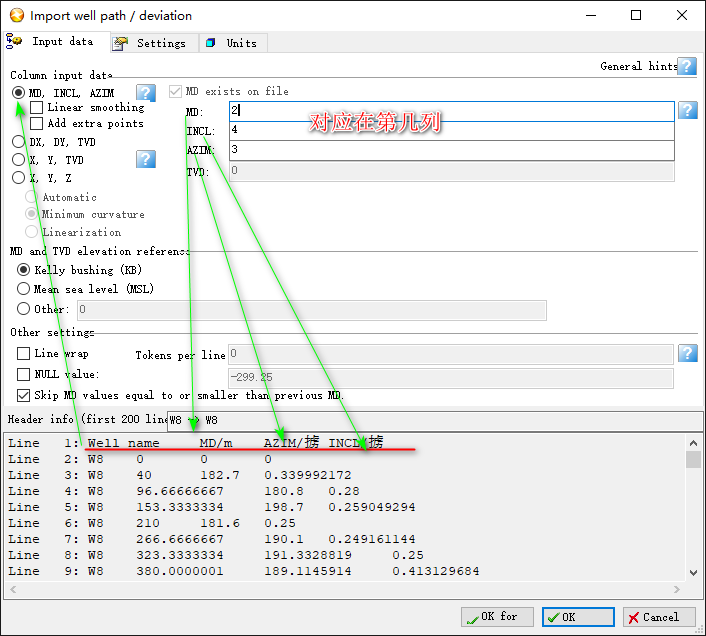 Import well path / deviation
Input data
Settings
Units
General hints
Column input data
MD, INCL, AZIM
Linear smoothing
Add extra points
DX, DY, TVD
X, Y, TVD
X, Y, Z
Automatic
Minimum curvature
Linearization
MD exists on file
MD: 2
INCL: 4
AZIM: 3
TVD: 0
对应在第几列
MD and TVD elevation reference
Kelly bushing (KB)
Mean sea level (MSL)
Other: 0
Other settings
Line wrap
Tokens per line 0
NULL value: -299.25
Skip MD values equal to or smaller than previous MD.
Header info (first 200 line
W8 -> W8
Line 1: Well name MD/m AZIM/掳 INCL/掳
Line 2: W8 0 0 0
Line 3: W8 40 182.7 0.339992172
Line 4: W8 96.66666667 180.8 0.28
Line 5: W8 153.3333334 198.7 0.259049294
Line 6: W8 210 181.6 0.25
Line 7: W8 266.6666667 190.1 0.249161144
Line 8: W8 323.3333334 191.3328819 0.25
Line 9: W8 380.0000001 189.1145914 0.413129684
OK for
OK
Cancel